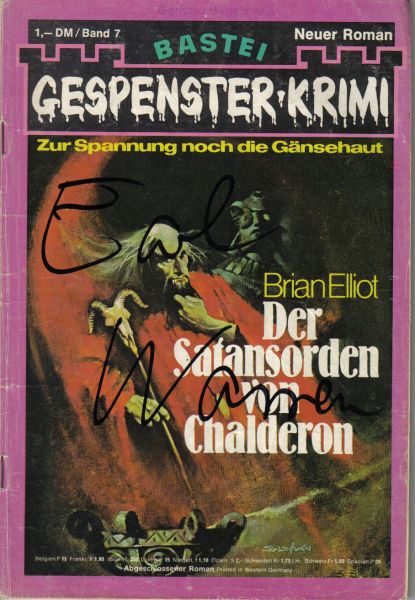 1,– DM / Band 7
BASTEI
Neuer Roman
GESPENSTER-KRIMI
Zur Spannung noch die Gänsehaut
Earl
Brian Elliot
Der
Satansorden
von
Chalderon
Warren
Abgeschlossener Roman Printed in Western Germany